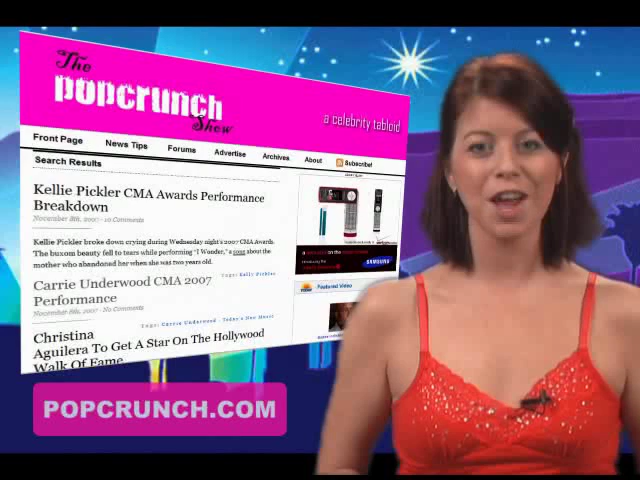 The
popcrunch
Show
a celebrity tabloid
Front Page News Tips Forums Advertise Archives About Subscribe!
Search Results
Kellie Pickler CMA Awards Performance
Breakdown
November 8th, 2007 - 10 Comments
Kellie Pickler broke down crying during Wednesday night's 2007 CMA Awards.
The buxom beauty fell to tears while performing "I Wonder," a song about the
mother who abandoned her when she was two years old.
Tags: Kelly Pickler
Carrie Underwood CMA 2007
Performance
November 8th, 2007 - No Comments
Tags: Carrie Underwood - Today's New Music
Christina
Aguilera To Get A Star On The Hollywood
Walk Of Fame
SAMSUNG
Featured Video
POPCRUNCH.COM